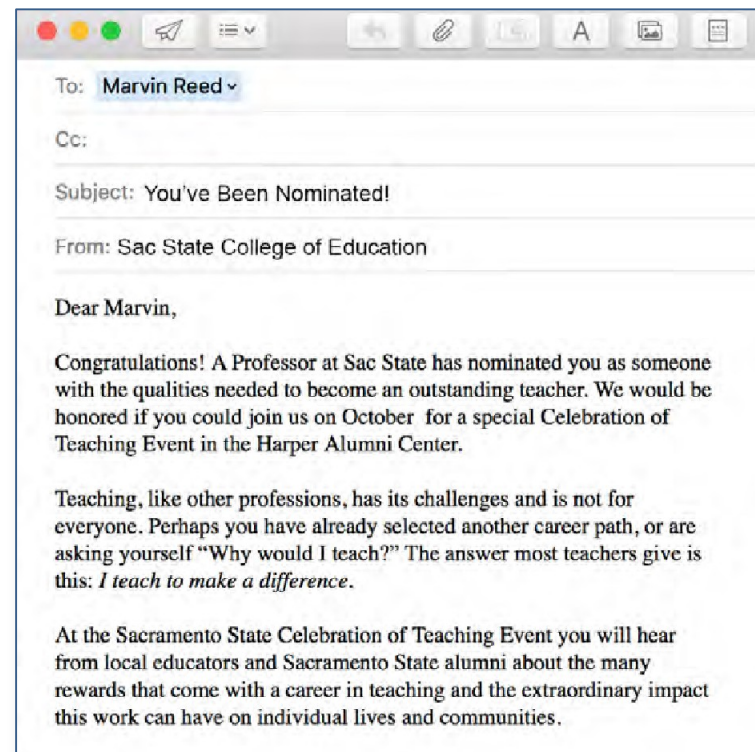 To: Marvin Reed
Cc:
Subject: You've Been Nominated!
From: Sac State College of Education
Dear Marvin,
Congratulations! A Professor at Sac State has nominated you as someone
with the qualities needed to become an outstanding teacher. We would be
honored if you could join us on October  for a special Celebration of
Teaching Event in the Harper Alumni Center.
Teaching, like other professions, has its challenges and is not for
everyone. Perhaps you have already selected another career path, or are
asking yourself “Why would I teach?” The answer most teachers give is
this: I teach to make a difference.
At the Sacramento State Celebration of Teaching Event you will hear
from local educators and Sacramento State alumni about the many
rewards that come with a career in teaching and the extraordinary impact
this work can have on individual lives and communities.